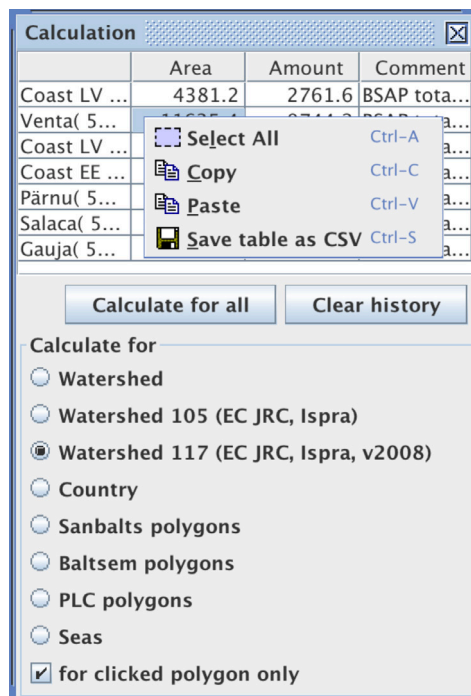 Calculation
Area Amount Comment
Coast LV ... 4381.2 2761.6 BSAP tota...
Venta( 5...
Coast LV ... a...
Coast EE ... a...
Pärnu( 5... a...
Salaca( 5... a...
Gauja( 5... a...
Select All Ctrl-A
Copy Ctrl-C
Paste Ctrl-V
Save table as CSV Ctrl-S
Calculate for all Clear history
Calculate for
Watershed
Watershed 105 (EC JRC, Ispra)
Watershed 117 (EC JRC, Ispra, v2008)
Country
Sanbalts polygons
Baltsem polygons
PLC polygons
Seas
for clicked polygon only